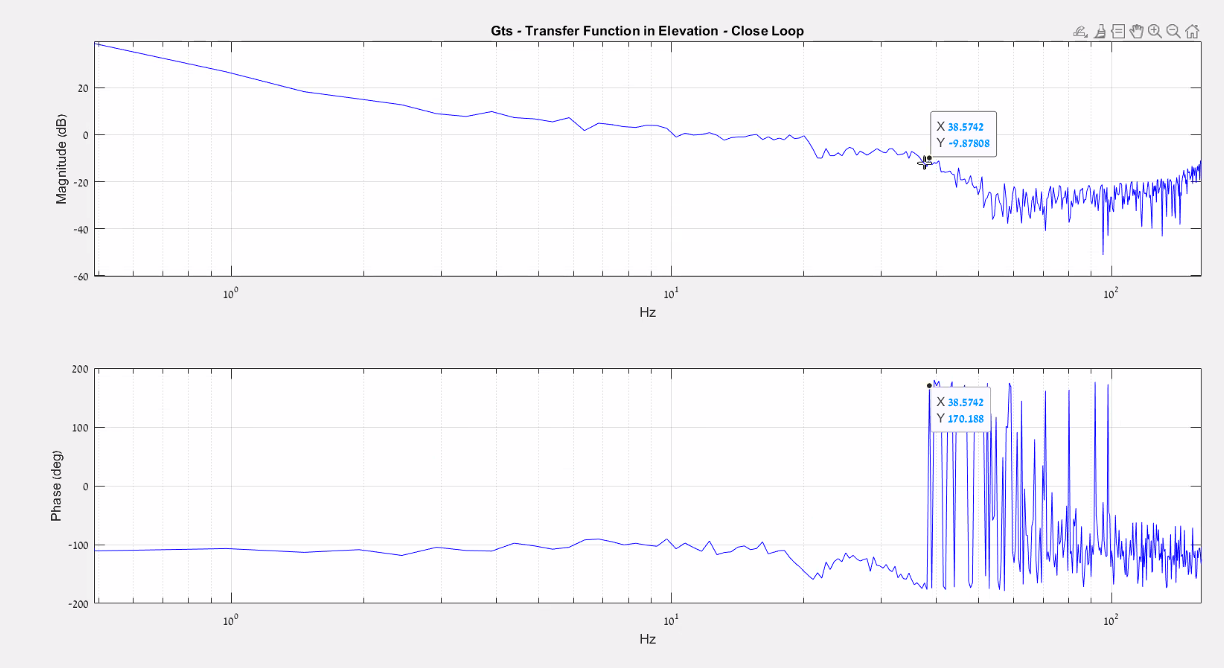 Gts - Transfer Function in Elevation - Close Loop
20
0
-20
-40
-60
Magnitude (dB)
X 38.5742
Y -9.87808
10^0
10^1
10^2
Hz
200
100
0
-100
-200
Phase (deg)
X 38.5742
Y 170.188
10^0
10^1
10^2
Hz